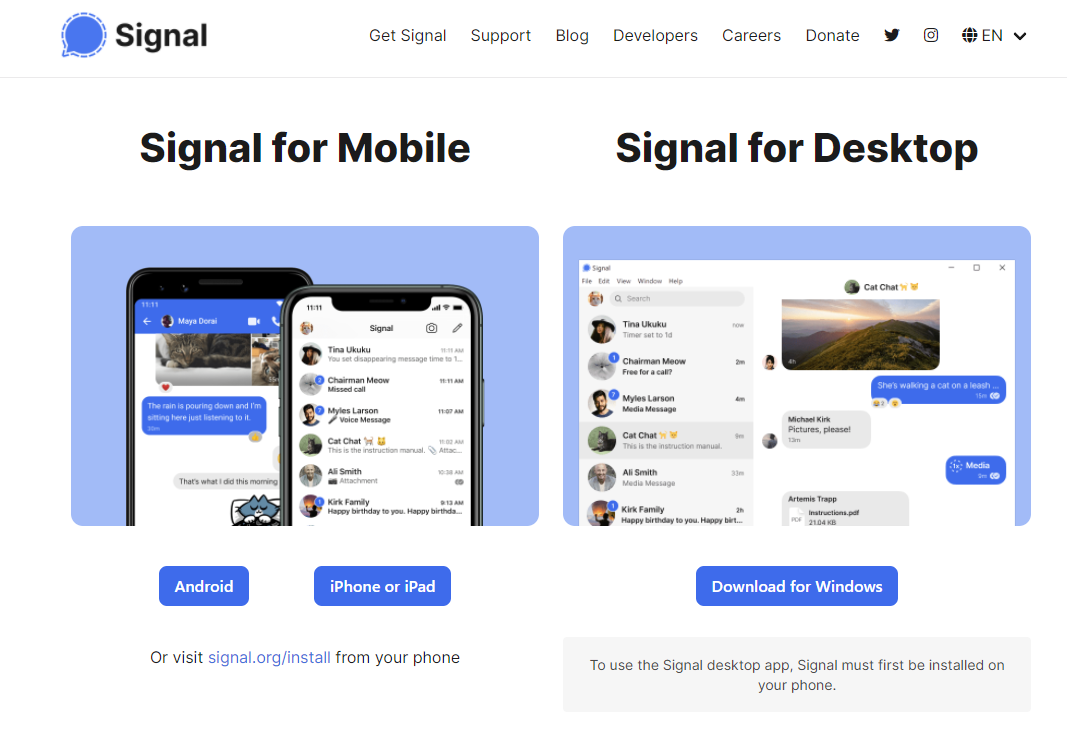 Signal
Get Signal Support Blog Developers Careers Donate EN
Signal for Mobile
Signal for Desktop
11:11
Maya Dorai
The rain is pouring down and I'm
sitting here just listening to it.
20m
That's what I did this morning
11:11
Signal
Tina Ukuku 11:11 AM
You set disappearing message time to 1...
Chairman Meow 11:11 AM
2
Missed call
Myles Larson 11:07 AM
7
Voice Message
Cat Chat 🐈 😺 11:02 AM
This is the instruction manual. 📎 Attac...
Ali Smith 10:38 AM
📷 Attachment
Kirk Family 9:13 AM
1
Happy birthday to you. Happy birthda...
Signal
File Edit View Window Help
Search
Tina Ukuku now
Timer set to 1d
Chairman Meow 2m
1
Free for a call?
Myles Larson 4m
7
Media Message
Cat Chat 🐈 😺 9m
This is the instruction manual.
Ali Smith 33m
Media Message
Kirk Family 2h
1
Happy birthday to you. Happy birt...
Cat Chat 🐈 😺
4h
She's walking a cat on a leash ...
15m
2
Michael Kirk
Pictures, please!
13m
1x Media
9m
Artemis Trapp
PDF
Instructions.pdf
21.04 KB
Android
iPhone or iPad
Or visit signal.org/install from your phone
Download for Windows
To use the Signal desktop app, Signal must first be installed on
your phone.